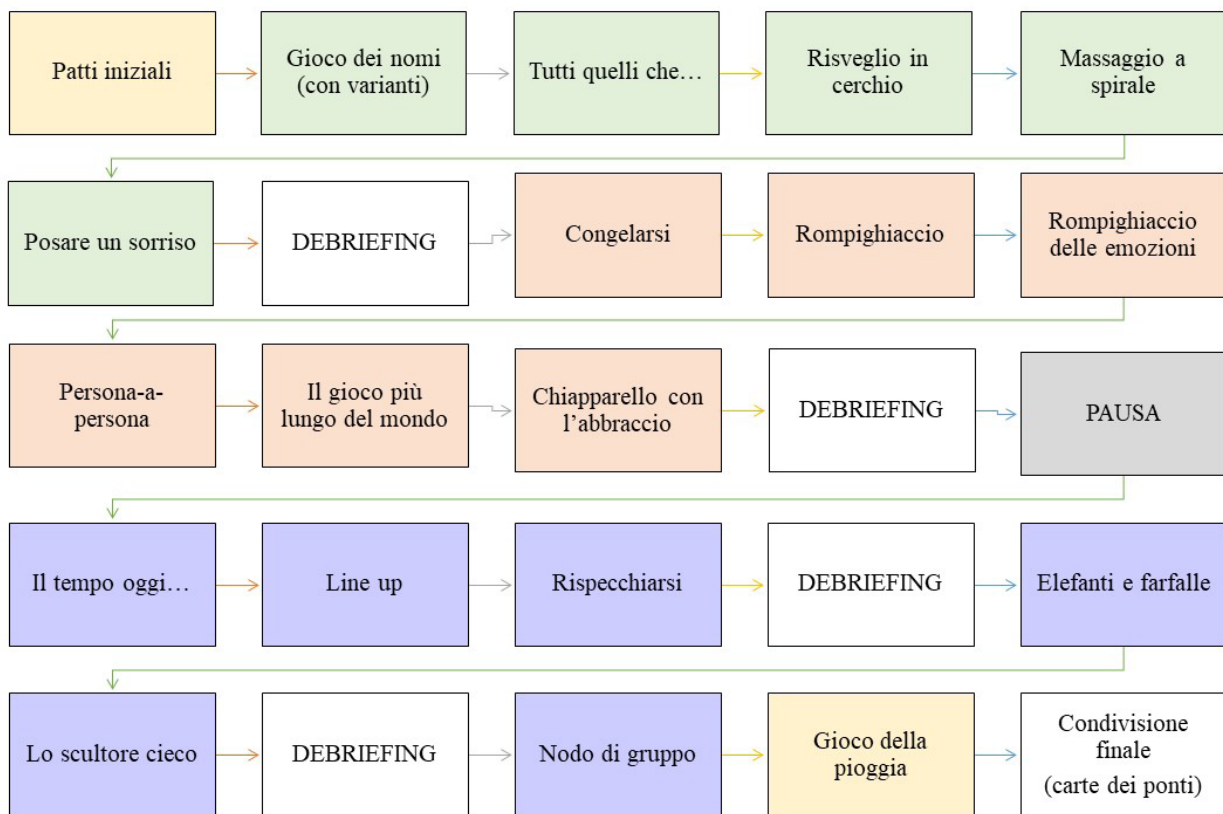 Patti iniziali
Gioco dei nomi
(con varianti)
Tutti quelli che…
Risveglio in
cerchio
Massaggio a
spirale
Posare un sorriso
DEBRIEFING
Congelarsi
Rompighiaccio
Rompighiaccio
delle emozioni
Persona-a-
persona
Il gioco più
lungo del mondo
Chiapparello con
l’abbraccio
DEBRIEFING
PAUSA
Il tempo oggi…
Line up
Rispecchiarsi
DEBRIEFING
Elefanti e farfalle
Lo scultore cieco
DEBRIEFING
Nodo di gruppo
Gioco della
pioggia
Condivisione
finale
(carte dei ponti)